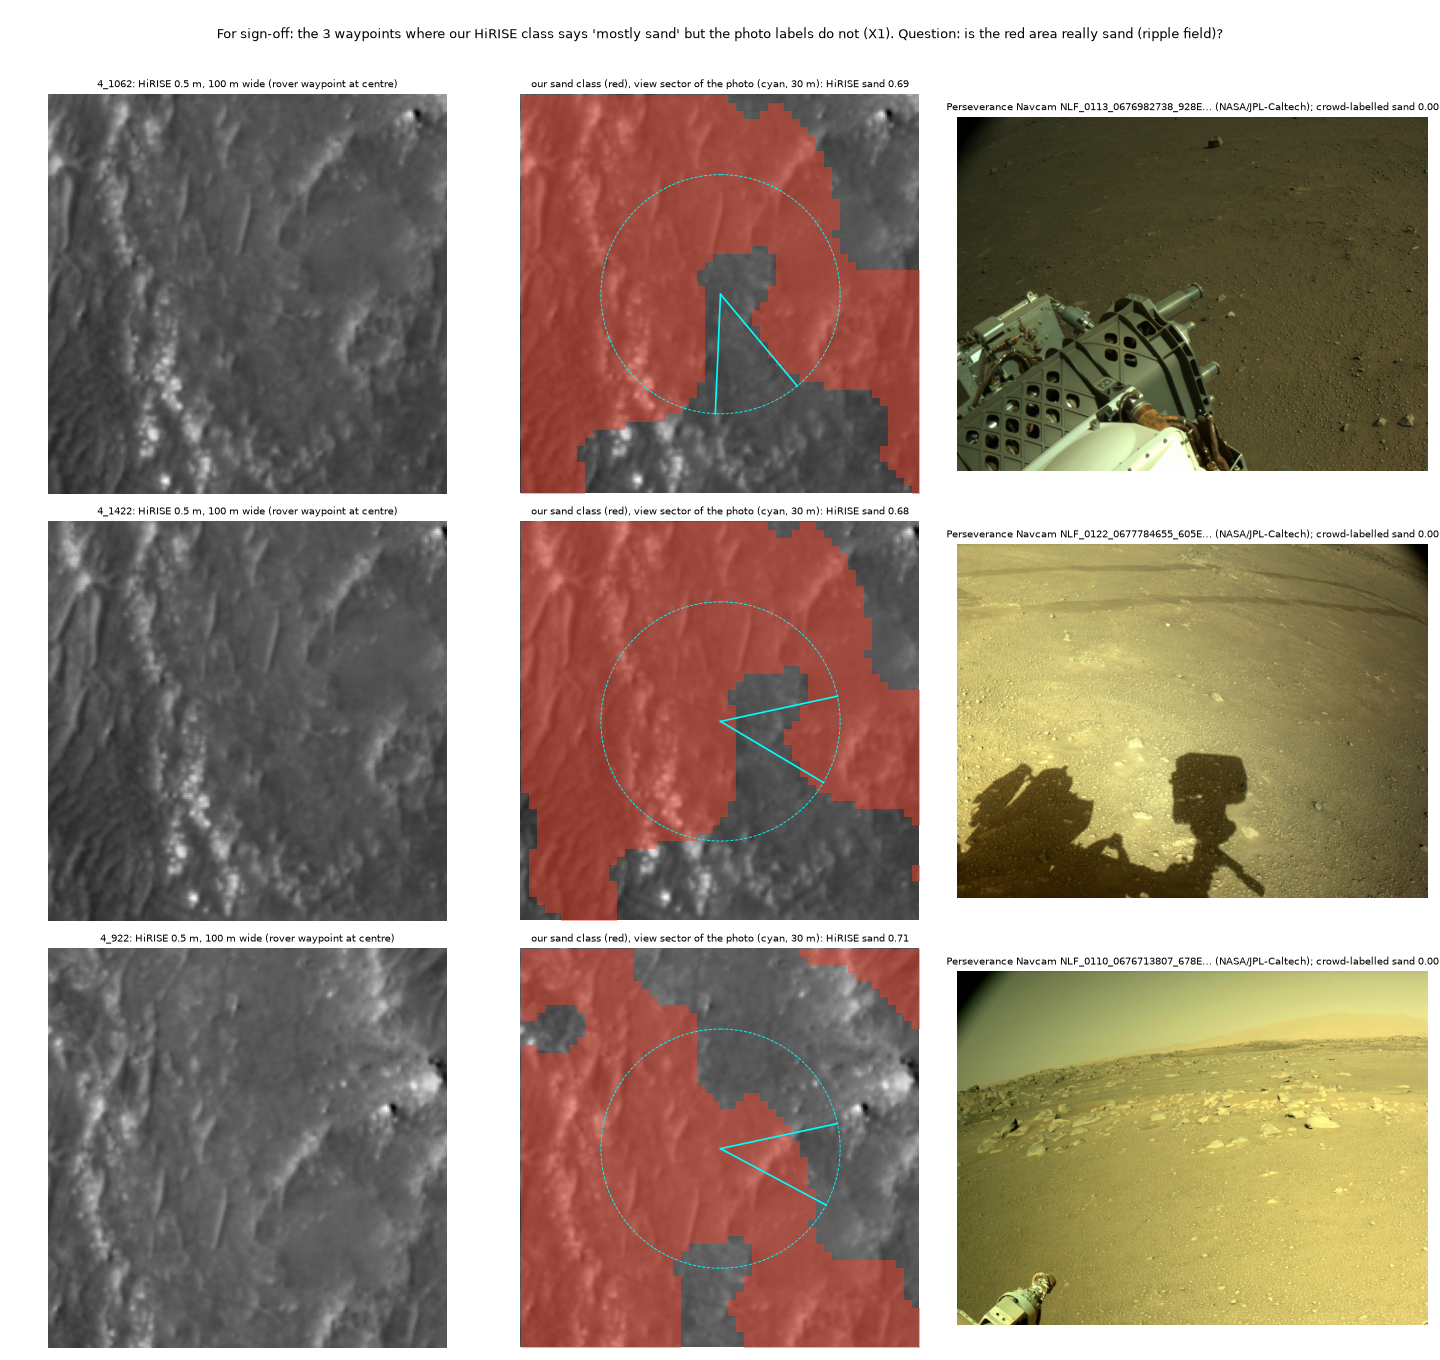 For sign-off: the 3 waypoints where our HiRISE class says 'mostly sand' but the photo labels do not (X1). Question: is the red area really sand (ripple field)?
4_1062: HiRISE 0.5 m, 100 m wide (rover waypoint at centre)
our sand class (red), view sector of the photo (cyan, 30 m): HiRISE sand 0.69
Perseverance Navcam NLF_0113_0676982738_928E... (NASA/JPL-Caltech); crowd-labelled sand 0.00
4_1422: HiRISE 0.5 m, 100 m wide (rover waypoint at centre)
our sand class (red), view sector of the photo (cyan, 30 m): HiRISE sand 0.68
Perseverance Navcam NLF_0122_0677784655_605E... (NASA/JPL-Caltech); crowd-labelled sand 0.00
4_922: HiRISE 0.5 m, 100 m wide (rover waypoint at centre)
our sand class (red), view sector of the photo (cyan, 30 m): HiRISE sand 0.71
Perseverance Navcam NLF_0110_0676713807_678E... (NASA/JPL-Caltech); crowd-labelled sand 0.00